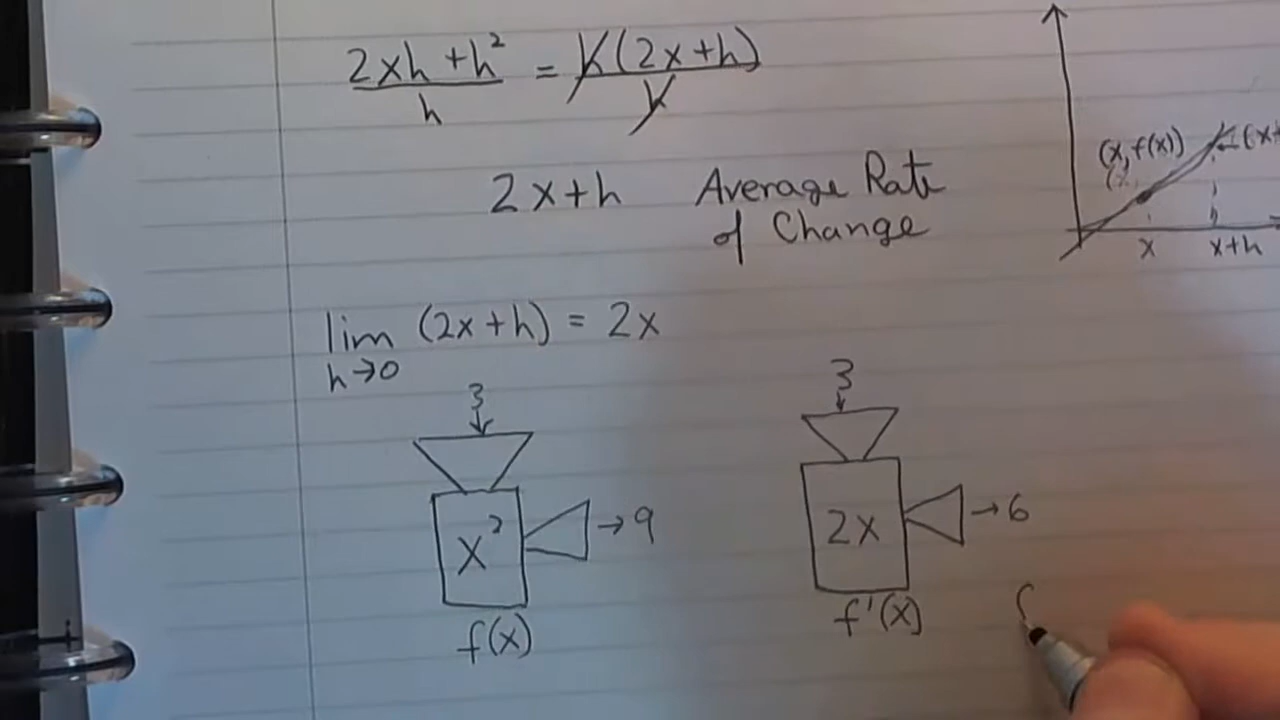 2xh + h² / h = h(2x + h) / h
2x + h
Average Rate
of Change
(x, f(x))
x
x+h
lim (2x + h) = 2x
h→0
3
x²
→ 9
f(x)
3
2x
→ 6
f'(x)